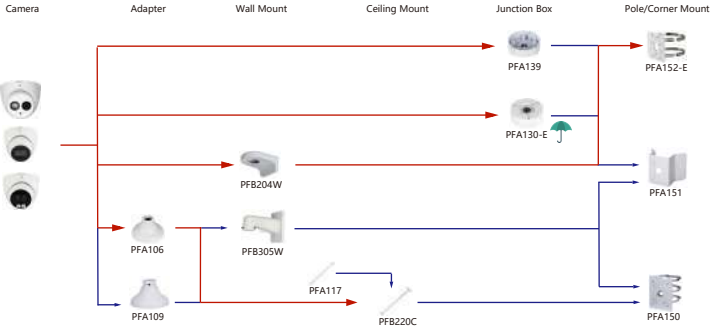 Camera
Adapter
Wall Mount
Ceiling Mount
Junction Box
Pole/Corner Mount
PFA139
PFA152-E
PFA130-E
PFB204W
PFA151
PFA106
PFB305W
PFA117
PFA109
PFB220C
PFA150